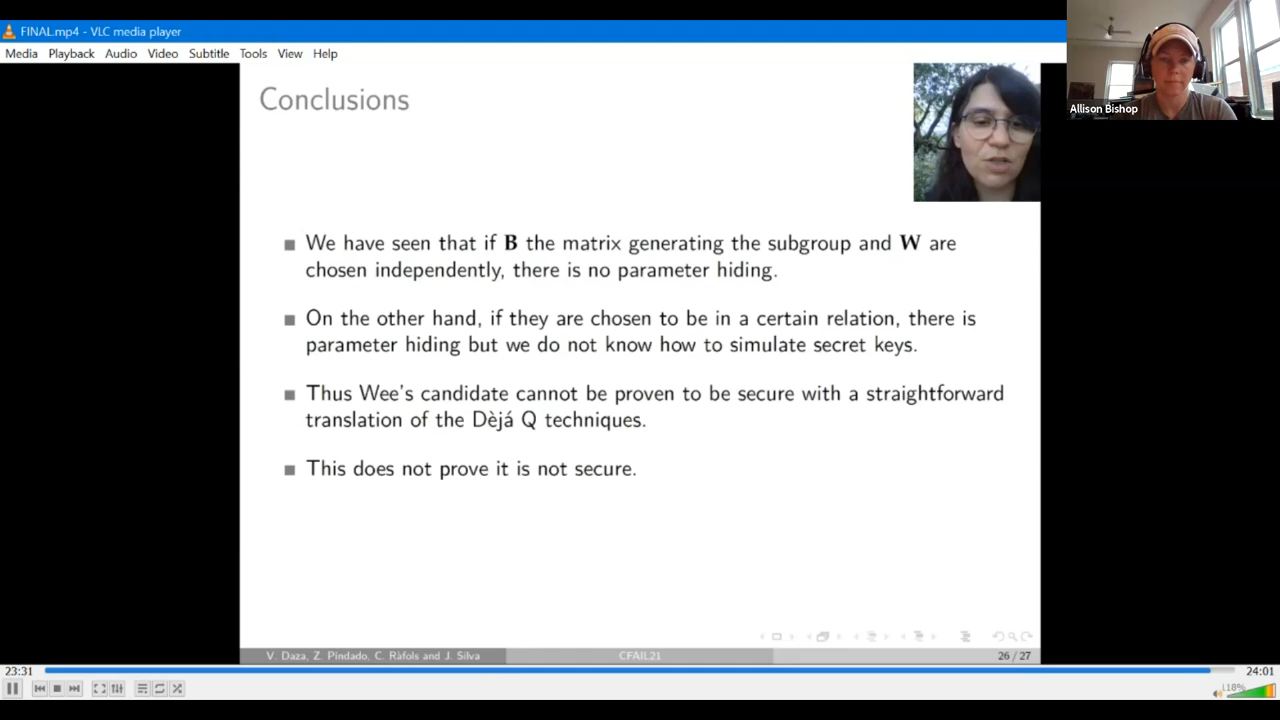 FINAL.mp4 - VLC media player
Media Playback Audio Video Subtitle Tools View Help
Allison Bishop
Conclusions
We have seen that if B the matrix generating the subgroup and W are
chosen independently, there is no parameter hiding.
On the other hand, if they are chosen to be in a certain relation, there is
parameter hiding but we do not know how to simulate secret keys.
Thus Wee's candidate cannot be proven to be secure with a straightforward
translation of the Dèjá Q techniques.
This does not prove it is not secure.
V. Daza, Z. Pindado, C. Ràfols and J. Silva
CFAIL21
26 / 27
23:31
24:01
118%